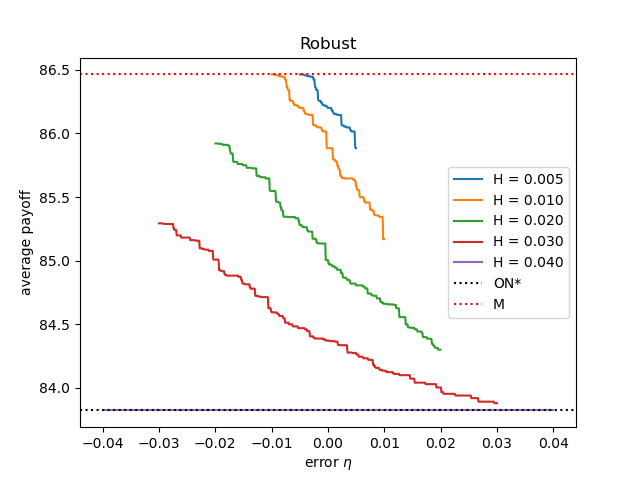 Robust
average payoff
86.5
86.0
85.5
85.0
84.5
84.0
H = 0.005
H = 0.010
H = 0.020
H = 0.030
H = 0.040
ON*
M
−0.04 −0.03 −0.02 −0.01 0.00 0.01 0.02 0.03 0.04
error η